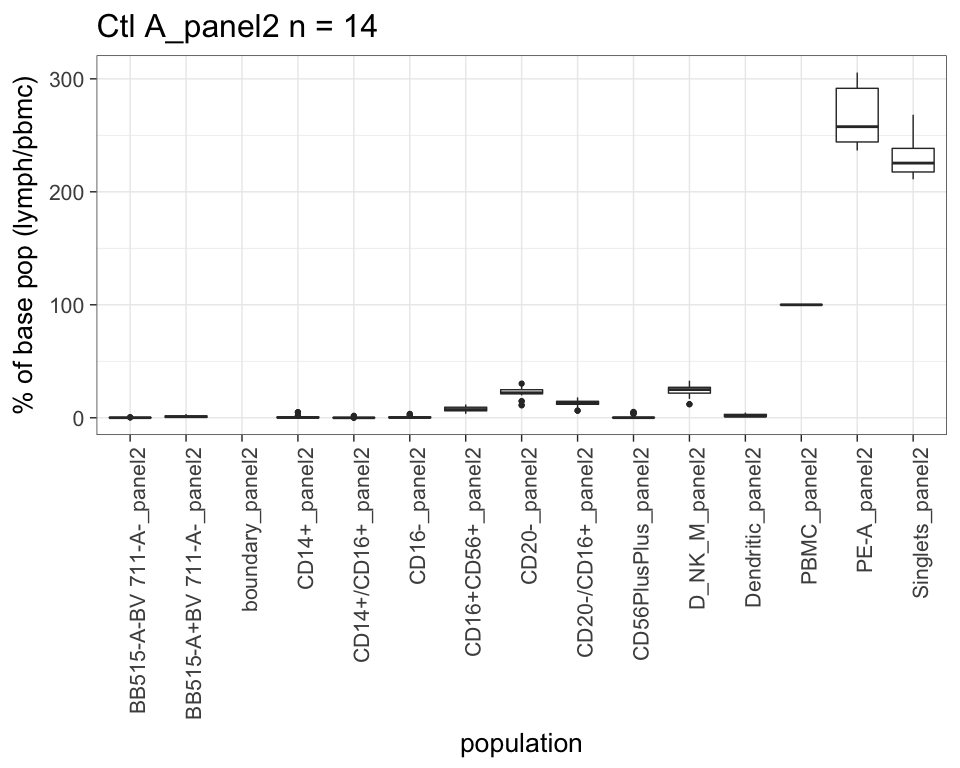 Ctl A_panel2 n = 14
% of base pop (lymph/pbmc)
300
200
100
0
BB515-A-BV 711-A-_panel2
BB515-A+BV 711-A-_panel2
boundary_panel2
CD14+_panel2
CD14+/CD16+_panel2
CD16-_panel2
CD16+CD56+_panel2
CD20-_panel2
CD20-/CD16+_panel2
CD56PlusPlus_panel2
D_NK_M_panel2
Dendritic_panel2
PBMC_panel2
PE-A_panel2
Singlets_panel2
population